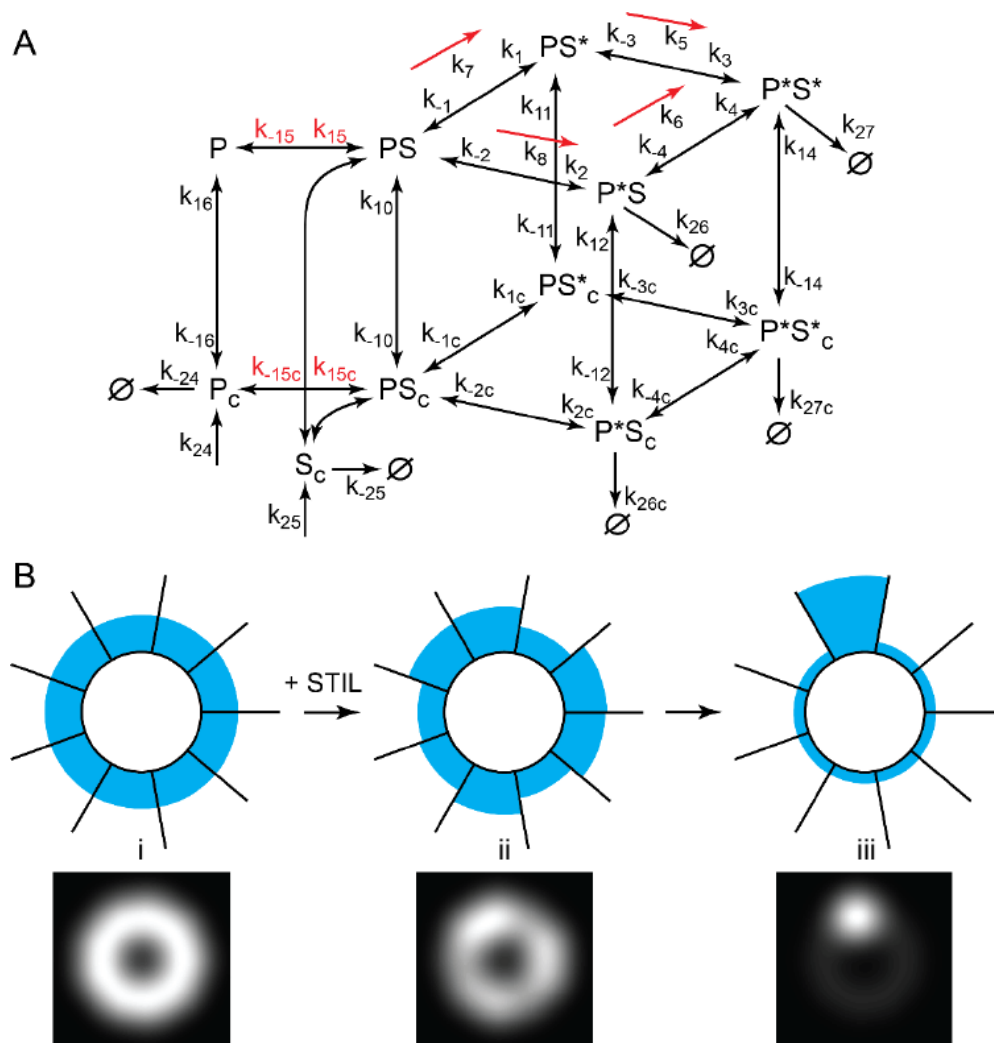 A
PS*
k₁
k₇
k₋₁
k₋₃
k₅
k₃
P*S*
k₄
k₆
k₋₄
k₂₇
∅
k₁₁
k₁₄
P
k₋₁₅
k₁₅
PS
k₋₂
k₈
k₂
P*S
k₁₆
k₁₀
k₋₁₁
k₁₂
k₂₆
∅
PS*c
k₁c
k₋₃c
k₃c
k₋₁₄
P*S*c
k₄c
k₋₁₆
k₋₁₀
k₋₁c
k₋₁₂
k₋₄c
∅
k₋₂₄
Pc
k₋₁₅c
k₁₅c
PSc
k₋₂c
k₂c
P*Sc
k₂₇c
∅
k₂₄
Sc
k₋₂₅
∅
k₂₅
k₂₆c
∅
B
+ STIL
i
ii
iii